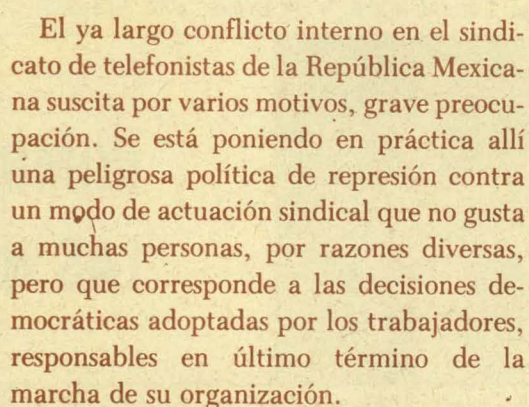 El ya largo conflicto interno en el sindi-
cato de telefonistas de la República Mexica-
na suscita por varios motivos, grave preocu-
pación. Se está poniendo en práctica allí
una peligrosa política de represión contra
un modo de actuación sindical que no gusta
a muchas personas, por razones diversas,
pero que corresponde a las decisiones de-
mocráticas adoptadas por los trabajadores,
responsables en último término de la
marcha de su organización.